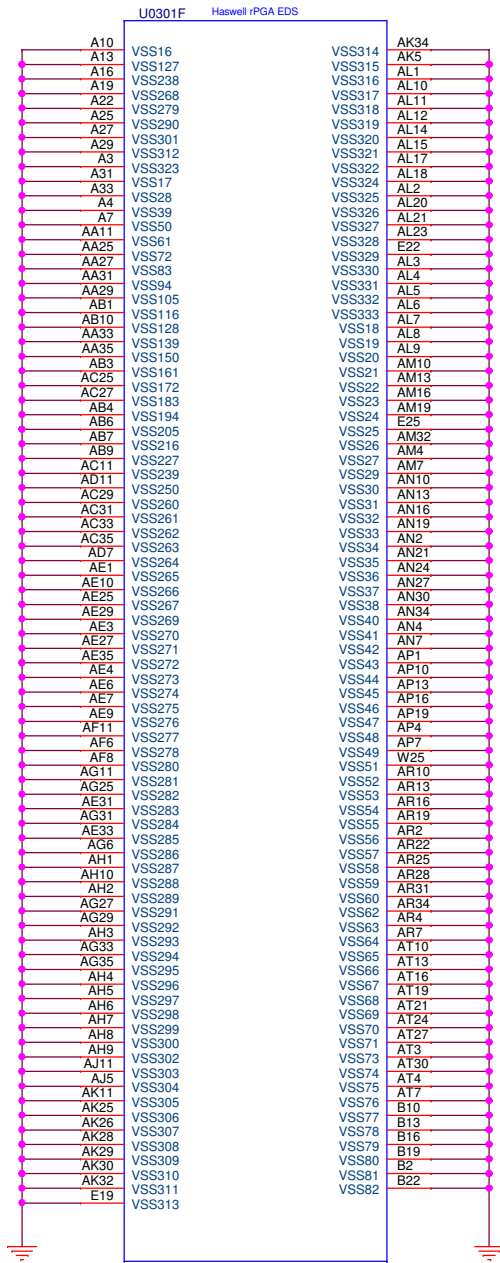 U0301F
Haswell rPGA EDS
A10
A13
A16
A19
A22
A25
A27
A29
A3
A31
A33
A4
A7
AA11
AA25
AA27
AA31
AA29
AB1
AB10
AA33
AA35
AB3
AC25
AC27
AB4
AB6
AB7
AB9
AC11
AD11
AC29
AC31
AC33
AC35
AD7
AE1
AE10
AE25
AE29
AE3
AE27
AE35
AE4
AE6
AE7
AE9
AF11
AF6
AF8
AG11
AG25
AE31
AG31
AE33
AG6
AH1
AH10
AH2
AG27
AG29
AH3
AG33
AG35
AH4
AH5
AH6
AH7
AH8
AH9
AJ11
AJ5
AK11
AK25
AK26
AK28
AK29
AK30
AK32
E19
VSS16
VSS127
VSS238
VSS268
VSS279
VSS290
VSS301
VSS312
VSS323
VSS17
VSS28
VSS39
VSS50
VSS61
VSS72
VSS83
VSS94
VSS105
VSS116
VSS128
VSS139
VSS150
VSS161
VSS172
VSS183
VSS194
VSS205
VSS216
VSS227
VSS239
VSS250
VSS260
VSS261
VSS262
VSS263
VSS264
VSS265
VSS266
VSS267
VSS269
VSS270
VSS271
VSS272
VSS273
VSS274
VSS275
VSS276
VSS277
VSS278
VSS280
VSS281
VSS282
VSS283
VSS284
VSS285
VSS286
VSS287
VSS288
VSS289
VSS291
VSS292
VSS293
VSS294
VSS295
VSS296
VSS297
VSS298
VSS299
VSS300
VSS302
VSS303
VSS304
VSS305
VSS306
VSS307
VSS308
VSS309
VSS310
VSS311
VSS313
VSS314
VSS315
VSS316
VSS317
VSS318
VSS319
VSS320
VSS321
VSS322
VSS324
VSS325
VSS326
VSS327
VSS328
VSS329
VSS330
VSS331
VSS332
VSS333
VSS18
VSS19
VSS20
VSS21
VSS22
VSS23
VSS24
VSS25
VSS26
VSS27
VSS29
VSS30
VSS31
VSS32
VSS33
VSS34
VSS35
VSS36
VSS37
VSS38
VSS40
VSS41
VSS42
VSS43
VSS44
VSS45
VSS46
VSS47
VSS48
VSS49
VSS51
VSS52
VSS53
VSS54
VSS55
VSS56
VSS57
VSS58
VSS59
VSS60
VSS62
VSS63
VSS64
VSS65
VSS66
VSS67
VSS68
VSS69
VSS70
VSS71
VSS73
VSS74
VSS75
VSS76
VSS77
VSS78
VSS79
VSS80
VSS81
VSS82
AK34
AK5
AL1
AL10
AL11
AL12
AL14
AL15
AL17
AL18
AL2
AL20
AL21
AL23
E22
AL3
AL4
AL5
AL6
AL7
AL8
AL9
AM10
AM13
AM16
AM19
E25
AM32
AM4
AM7
AN10
AN13
AN16
AN19
AN2
AN21
AN24
AN27
AN30
AN34
AN4
AN7
AP1
AP10
AP13
AP16
AP19
AP4
AP7
W25
AR10
AR13
AR16
AR19
AR2
AR22
AR25
AR28
AR31
AR34
AR4
AR7
AT10
AT13
AT16
AT19
AT21
AT24
AT27
AT3
AT30
AT4
AT7
B10
B13
B16
B19
B2
B22